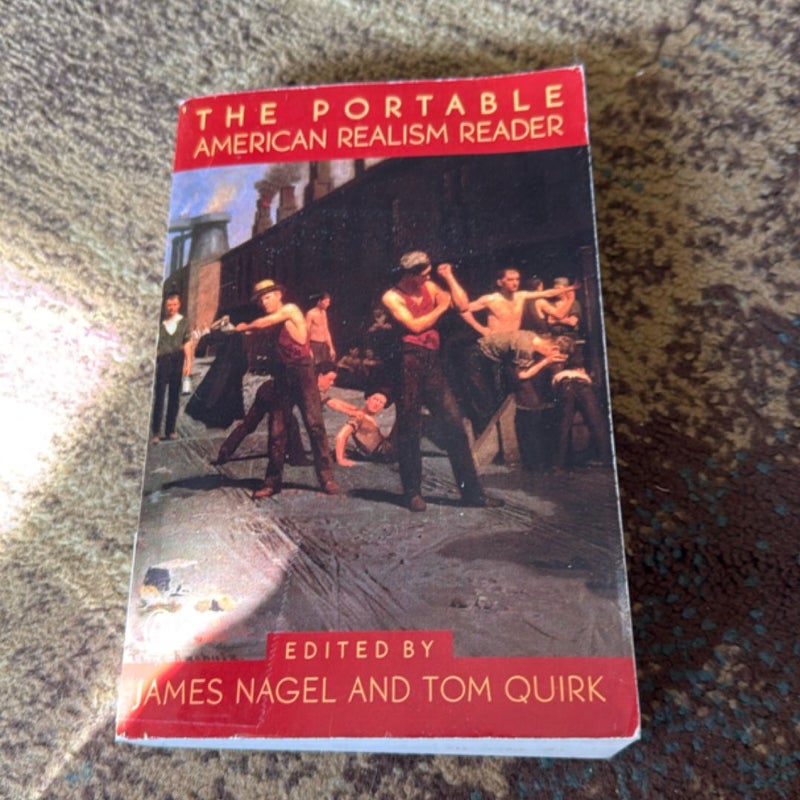 THE PORTABLE
AMERICAN REALISM READER
EDITED BY
JAMES NAGEL AND TOM QUIRK